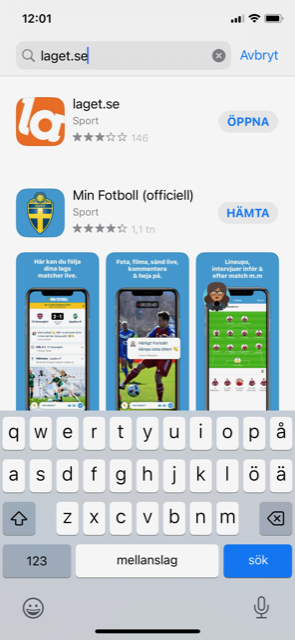 12:01
laget.se
Avbryt
la
laget.se
Sport
146
ÖPPNA
Min Fotboll (officiell)
Sport
1,1 tn
HÄMTA
Här kan du följa
dina lags
matcher live.
Fota, filma, sänd live,
kommentera
& heja på.
Lineups,
intervjuer inför &
efter match m.m
q w e r t y u i o p å
a s d f g h j k l ö ä
z x c v b n m
123
mellanslag
sök